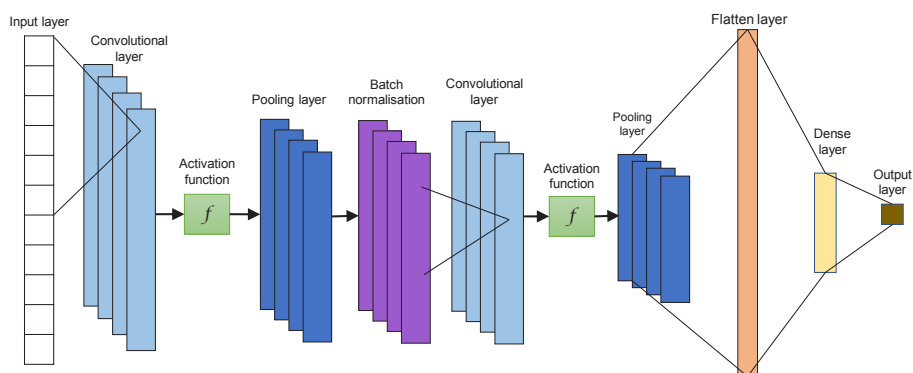 Input layer
Convolutional
layer
Activation
function
f
Pooling layer
Batch
normalisation
Convolutional
layer
Activation
function
f
Pooling
layer
Flatten layer
Dense
layer
Output
layer